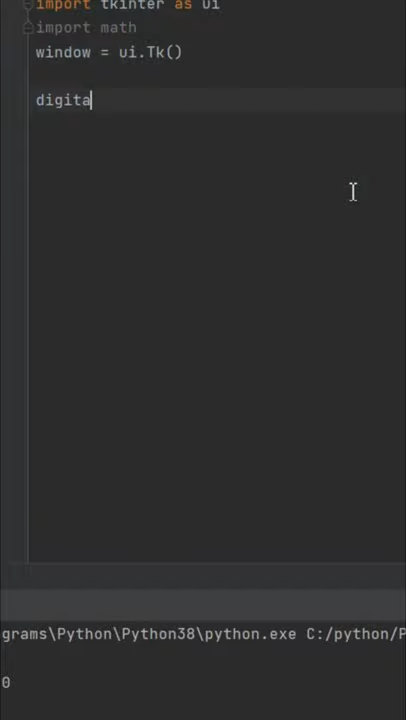 import tkinter as ui
import math
window = ui.Tk()
digita
grams\Python\Python38\python.exe C:/python/P
0